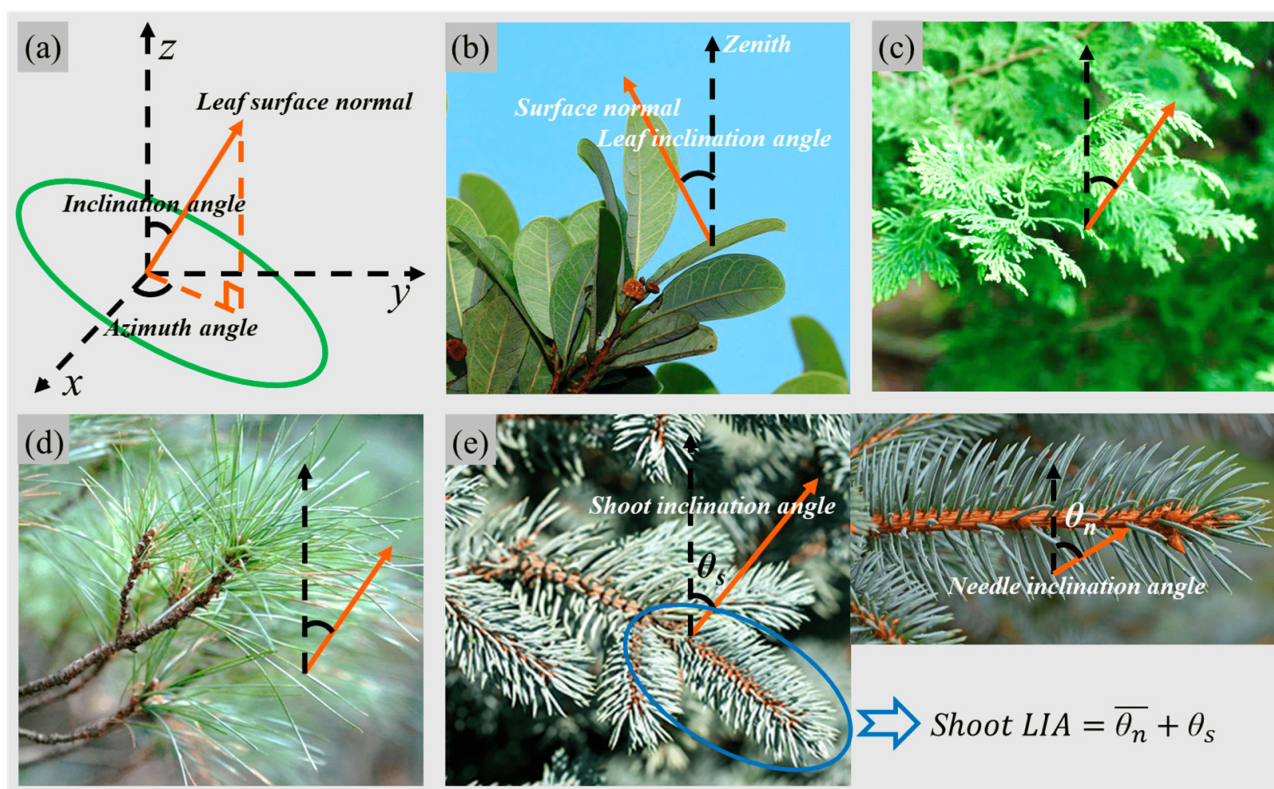 (a)
z
Leaf surface normal
Inclination angle
y
Azimuth angle
x
(b)
Zenith
Surface normal
Leaf inclination angle
(c)
(d)
(e)
Shoot inclination angle
θs
θn
Needle inclination angle
Shoot LIA = \overline{θn} + θs